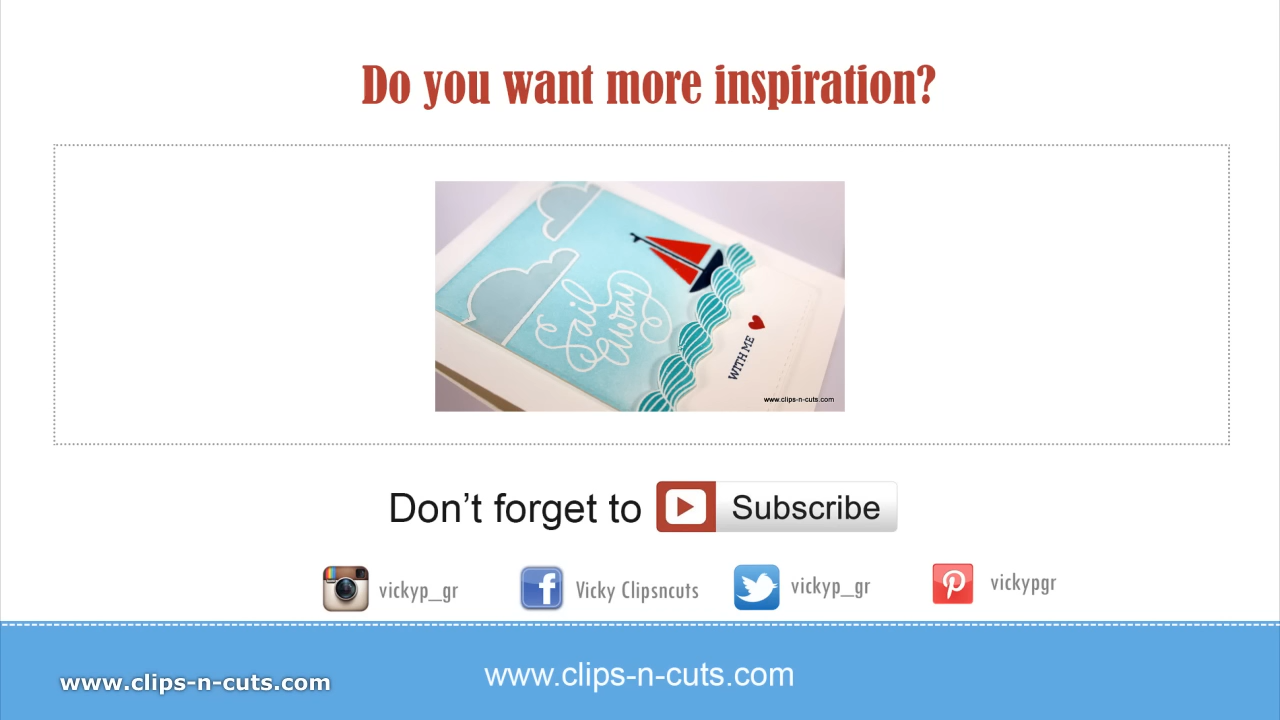 Do you want more inspiration?
Sail
away
WITH ME
www.clips-n-cuts.com
Don't forget to Subscribe
vickyp_gr Vicky Clipsncuts vickyp_gr vickypgr
www.clips-n-cuts.com www.clips-n-cuts.com